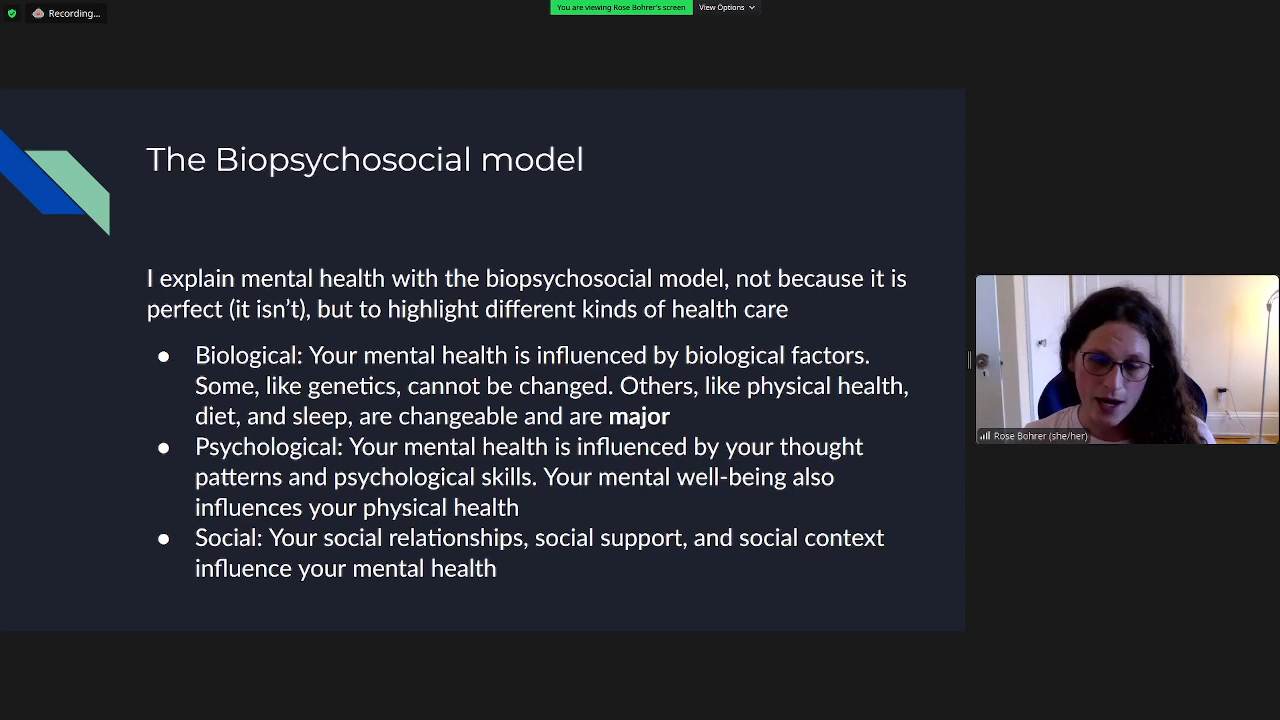 Recording...
You are viewing Rose Bohrer's screen
View Options
The Biopsychosocial model
I explain mental health with the biopsychosocial model, not because it is
perfect (it isn’t), but to highlight different kinds of health care
● Biological: Your mental health is influenced by biological factors.
Some, like genetics, cannot be changed. Others, like physical health,
diet, and sleep, are changeable and are major
● Psychological: Your mental health is influenced by your thought
patterns and psychological skills. Your mental well-being also
influences your physical health
● Social: Your social relationships, social support, and social context
influence your mental health
Rose Bohrer (she/her)